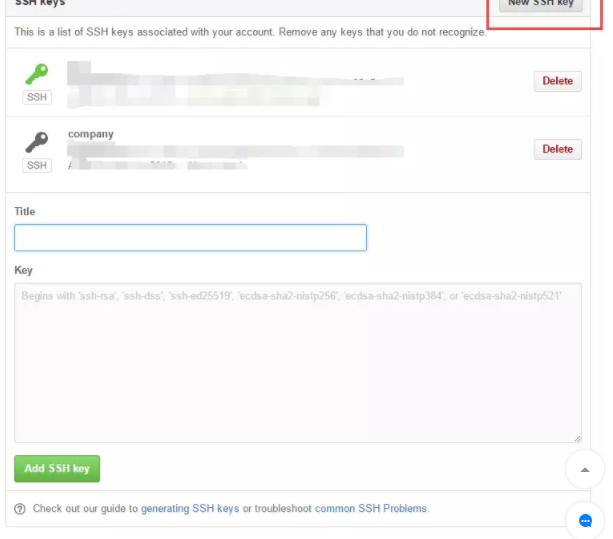 SSH keys
New SSH key
This is a list of SSH keys associated with your account. Remove any keys that you do not recognize.
SSH
Delete
company
SSH
Delete
Title
Key
Begins with 'ssh-rsa', 'ssh-dss', 'ssh-ed25519', 'ecdsa-sha2-nistp256', 'ecdsa-sha2-nistp384', or 'ecdsa-sha2-nistp521'
Add SSH key
Check out our guide to generating SSH keys or troubleshoot common SSH Problems.